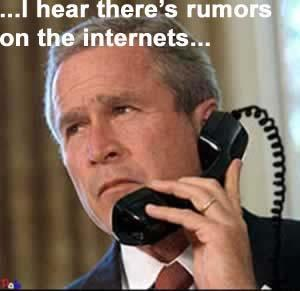 ...I hear there's rumors
on the internets...